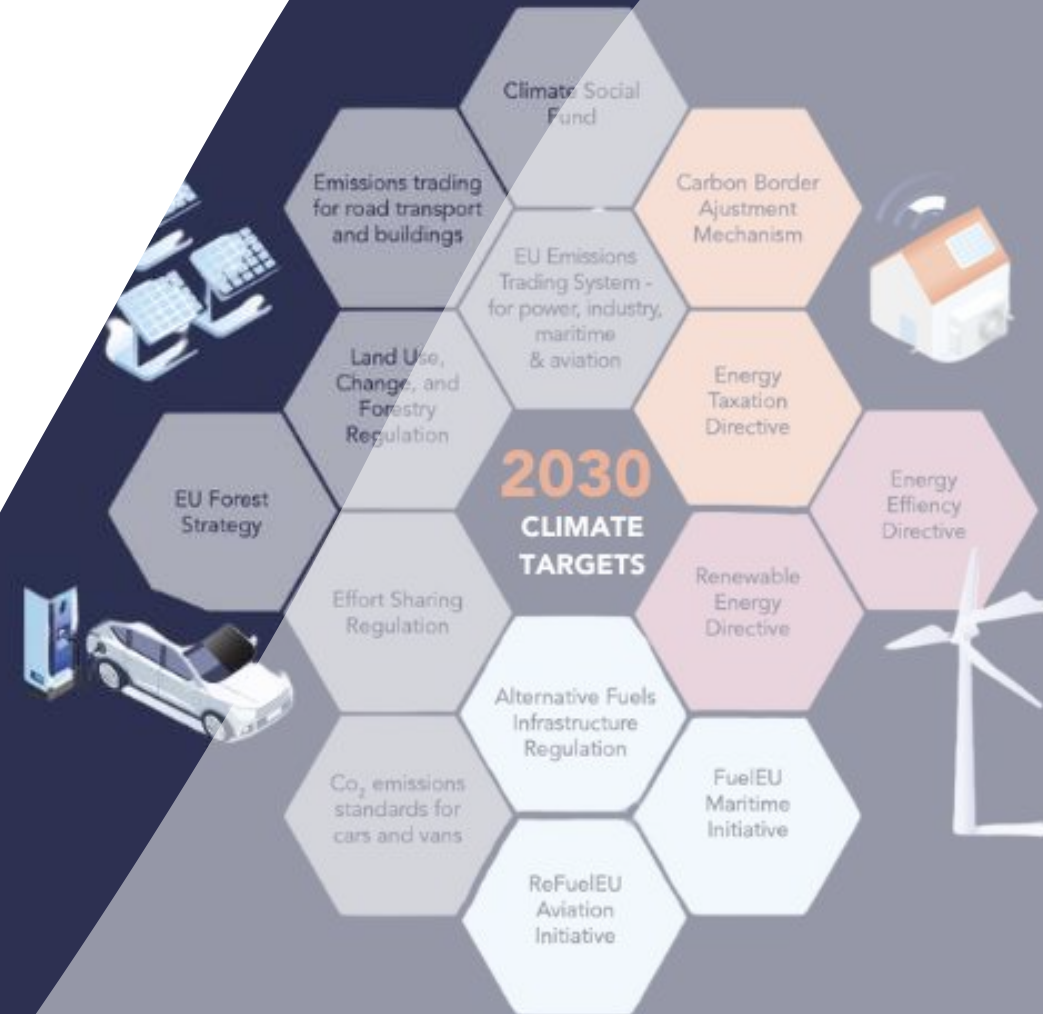 Climate Social
Fund
Emissions trading
for road transport
and buildings
Carbon Border
Ajustment
Mechanism
EU Emissions
Trading System -
for power, industry,
maritime
& aviation
Land Use,
Change, and
Forestry
Regulation
Energy
Taxation
Directive
EU Forest
Strategy
2030
CLIMATE
TARGETS
Energy
Effiency
Directive
Effort Sharing
Regulation
Renewable
Energy
Directive
Alternative Fuels
Infrastructure
Regulation
Co₂ emissions
standards for
cars and vans
FuelEU
Maritime
Initiative
ReFuelEU
Aviation
Initiative